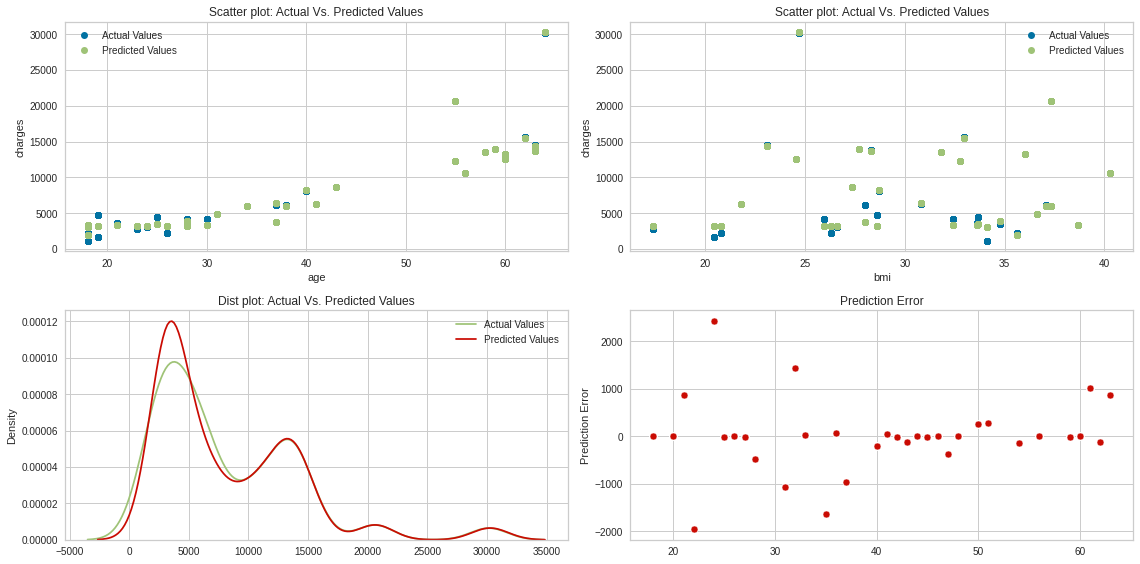 Scatter plot: Actual Vs. Predicted Values
30000
25000
20000
15000
10000
5000
0
charges
Actual Values
Predicted Values
20 30 40 50 60
age
Scatter plot: Actual Vs. Predicted Values
30000
25000
20000
15000
10000
5000
0
charges
Actual Values
Predicted Values
20 25 30 35 40
bmi
Dist plot: Actual Vs. Predicted Values
0.00012
0.00010
0.00008
0.00006
0.00004
0.00002
0.00000
Density
Actual Values
Predicted Values
−5000 0 5000 10000 15000 20000 25000 30000 35000
Prediction Error
2000
1000
0
−1000
−2000
Prediction Error
20 30 40 50 60